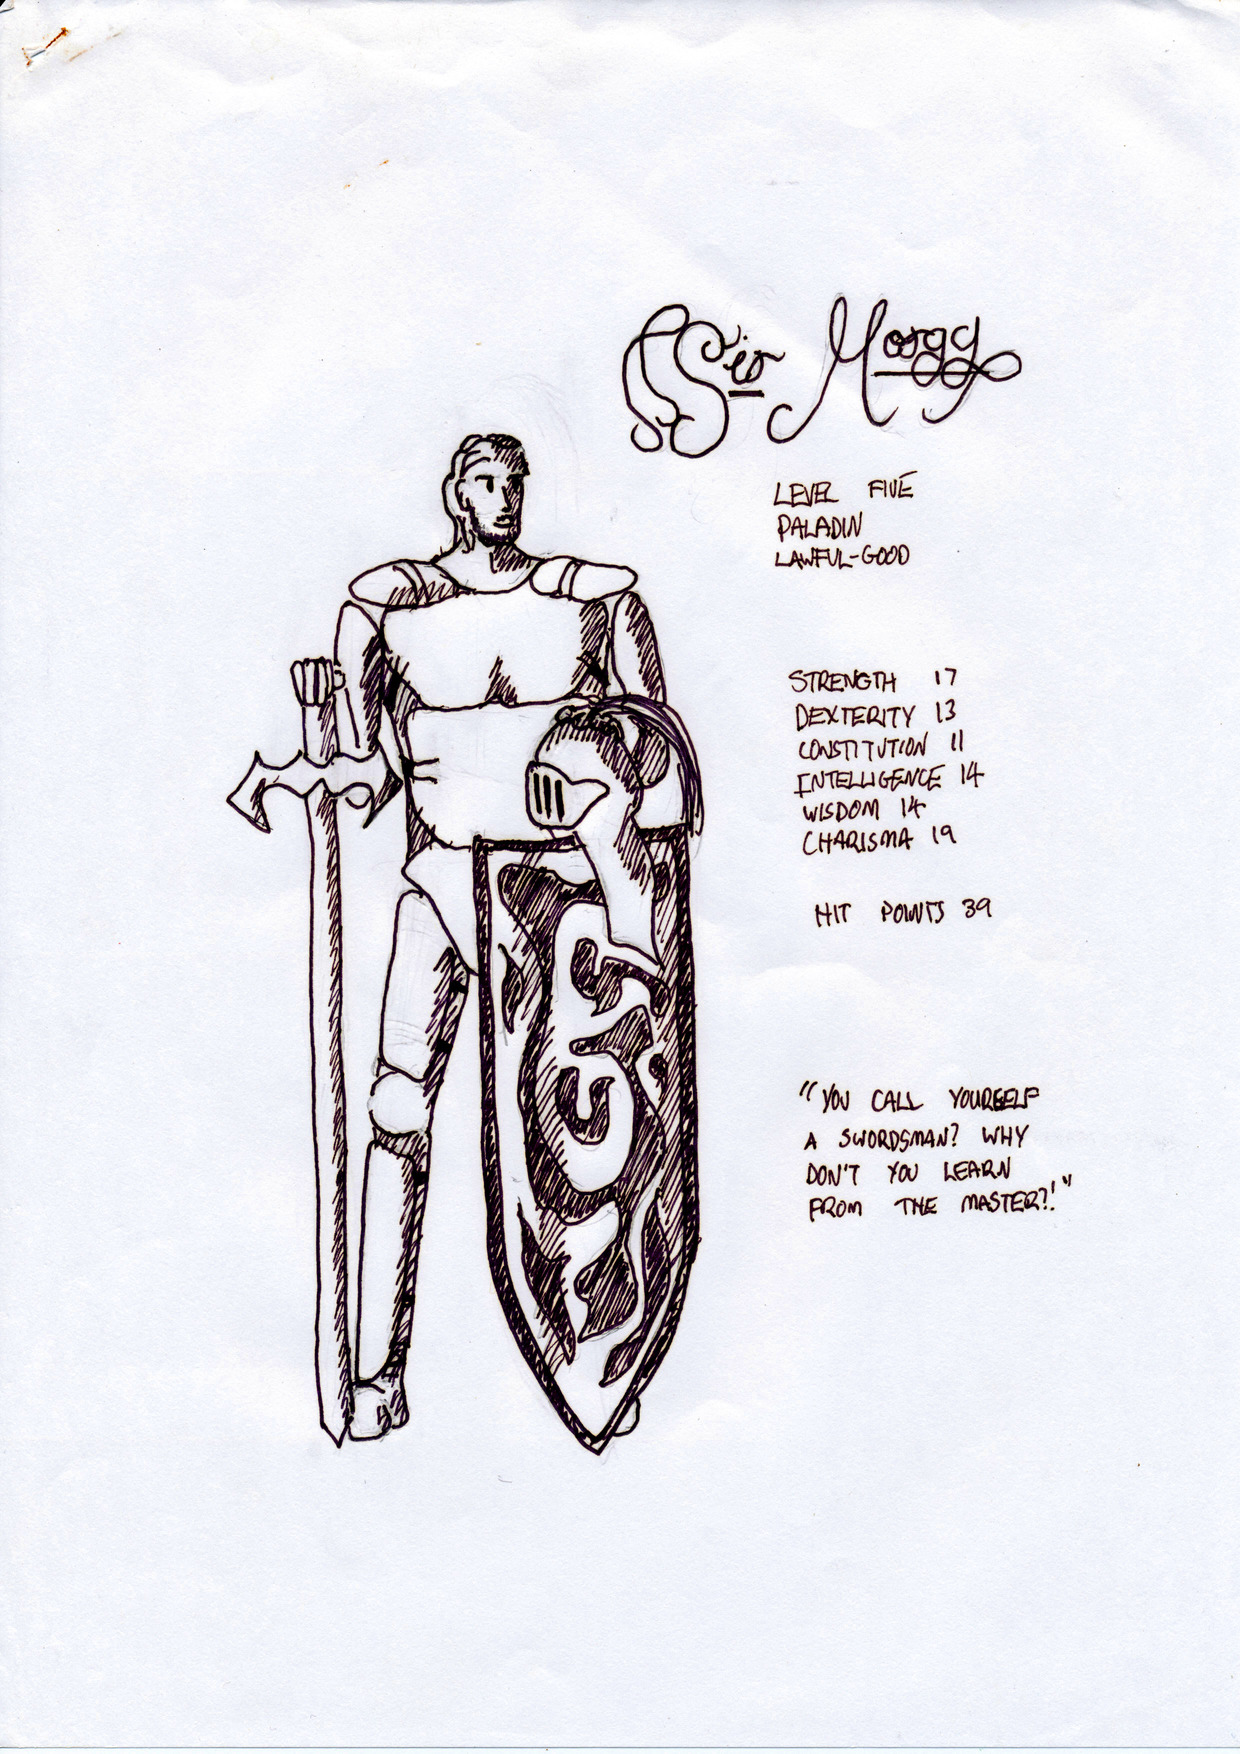 Sir Morgg
LEVEL FIVE
PALADIN
LAWFUL-GOOD
STRENGTH 17
DEXTERITY 13
CONSTITUTION 11
INTELLIGENCE 14
WISDOM 14
CHARISMA 19
HIT POINTS 39
"YOU CALL YOURSELF
A SWORDSMAN? WHY
DON'T YOU LEARN
FROM THE MASTER?!"